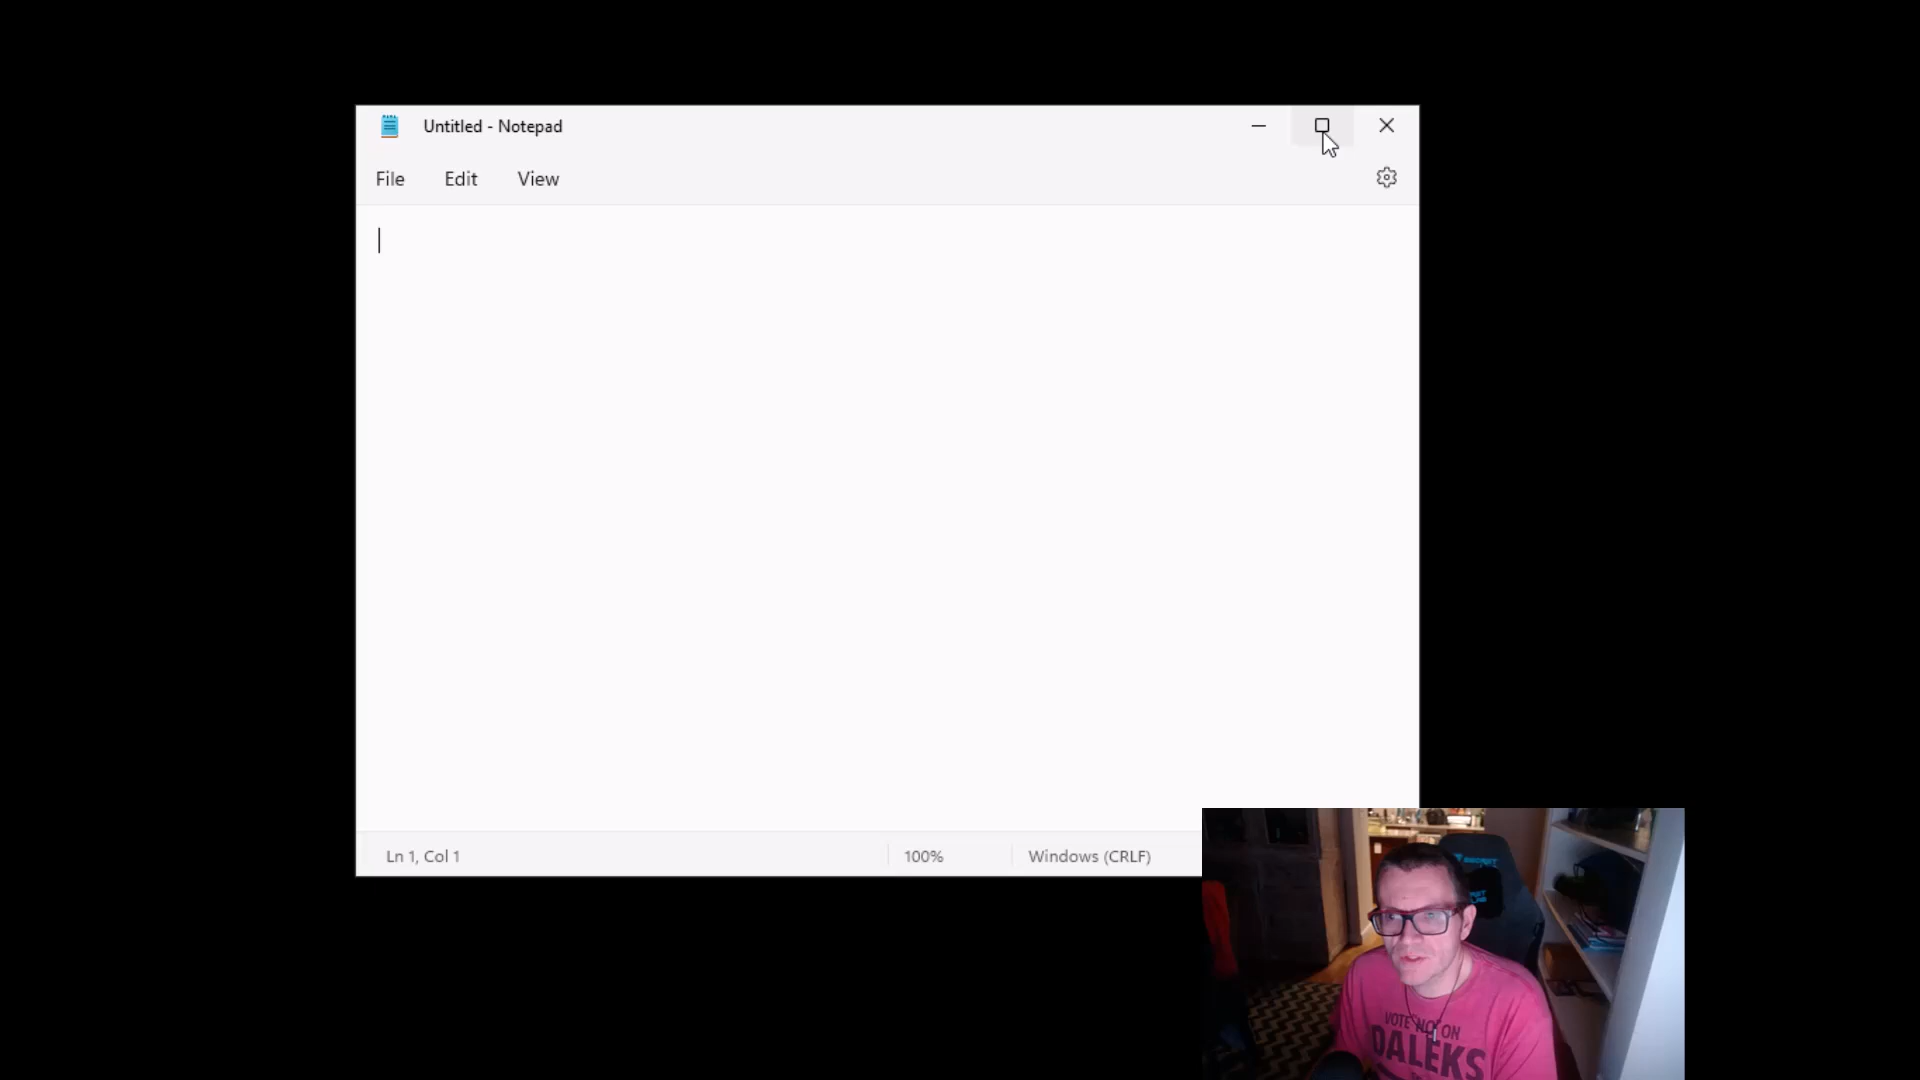 Untitled - Notepad
File Edit View
Ln 1, Col 1 100% Windows (CRLF)
VOTE NO! ON
DALEKS